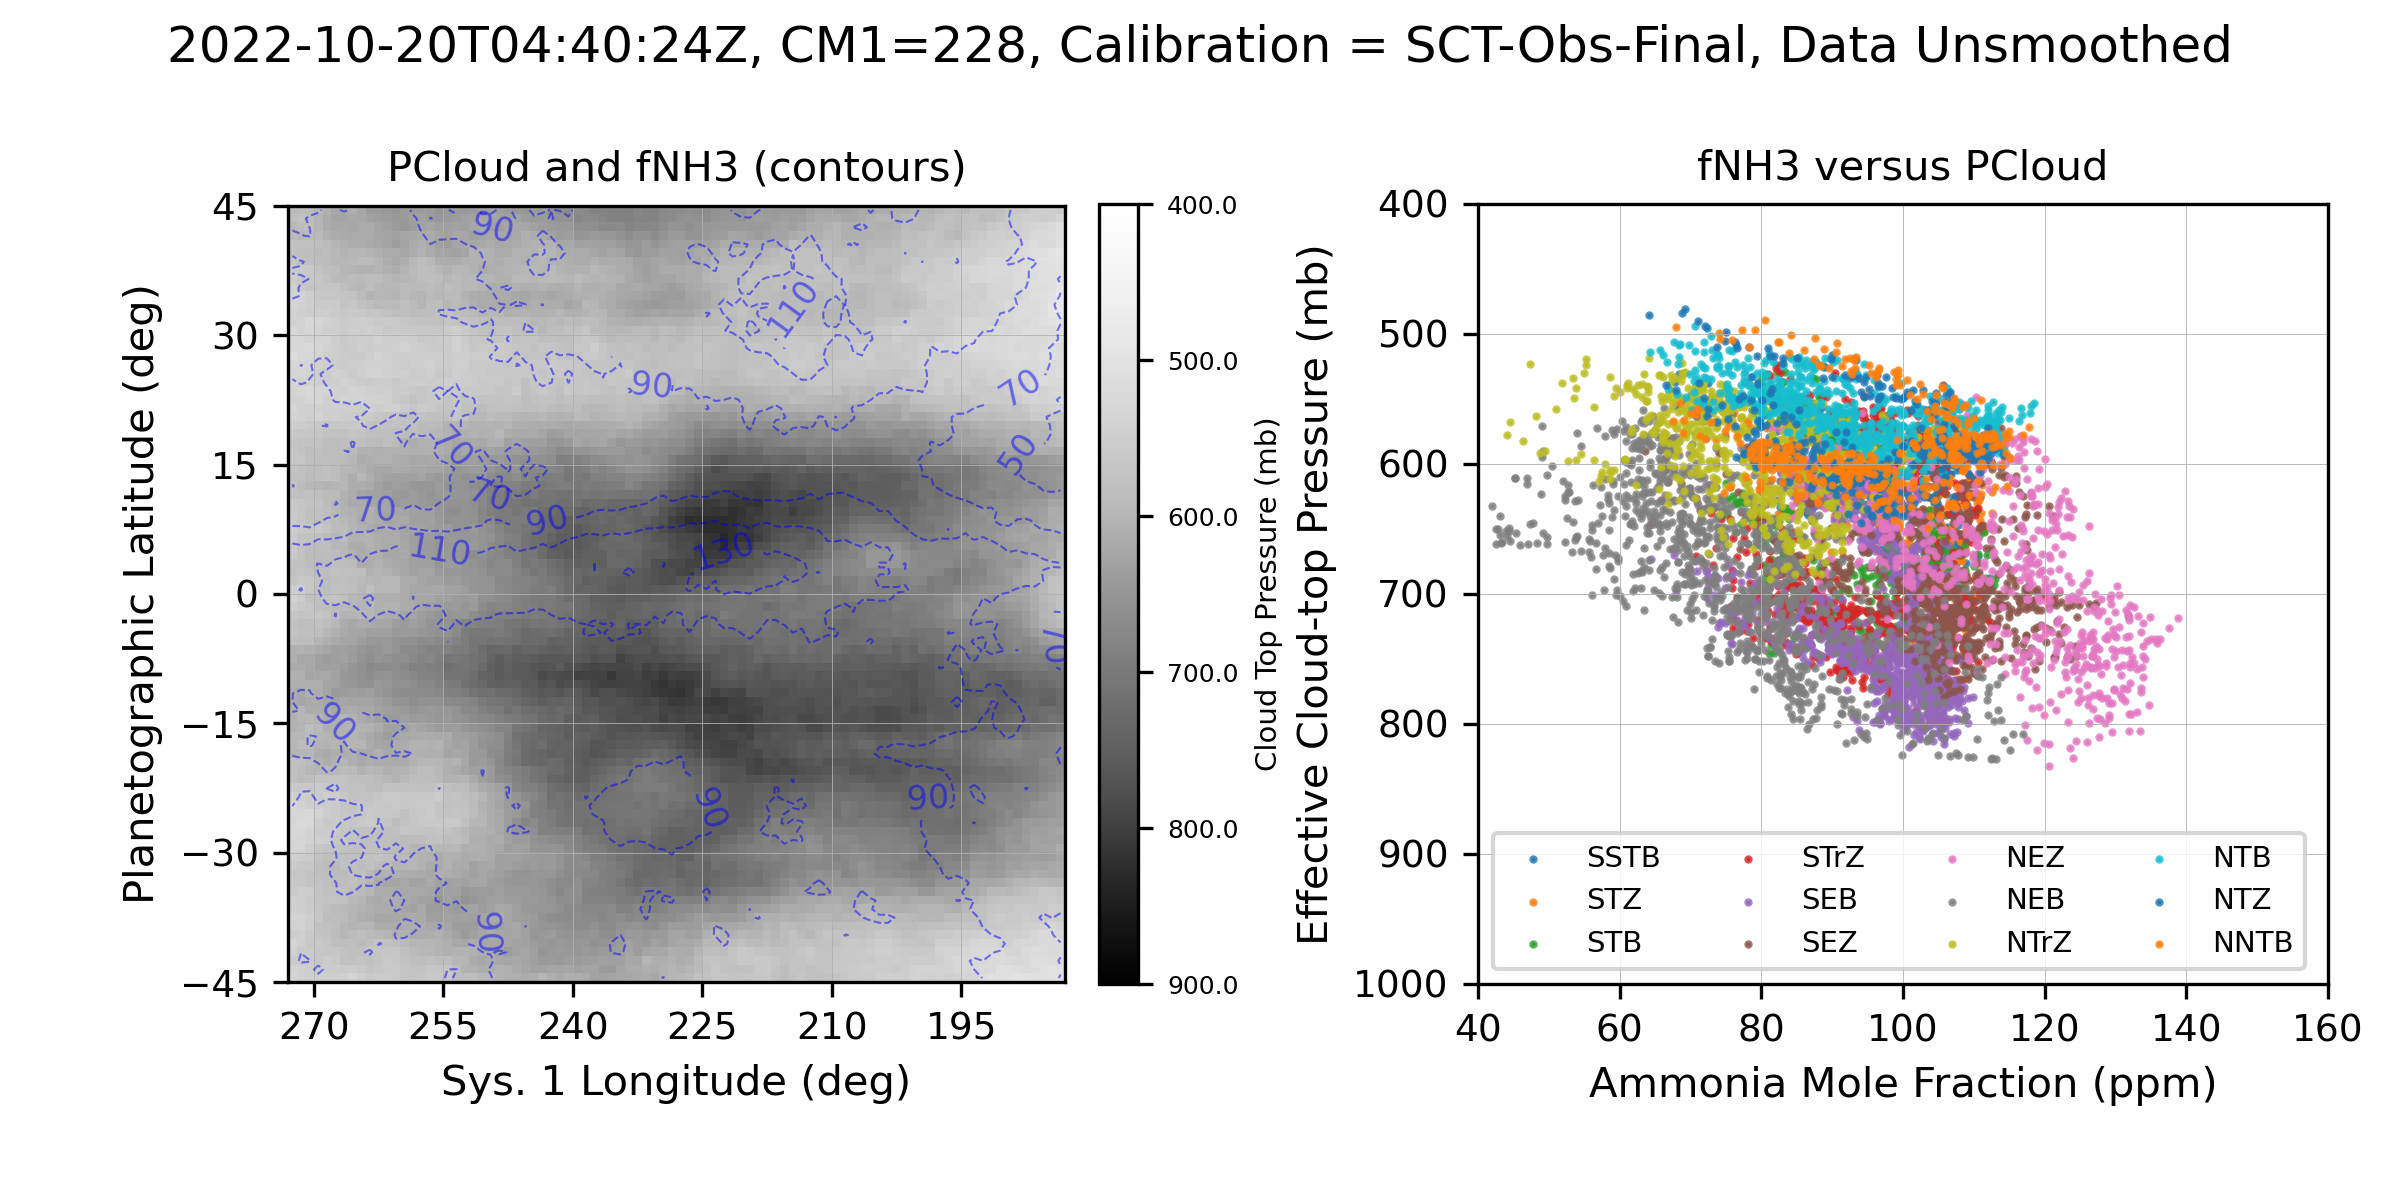 2022-10-20T04:40:24Z, CM1=228, Calibration = SCT-Obs-Final, Data Unsmoothed
PCloud and fNH3 (contours)
Planetographic Latitude (deg)
45
30
15
0
−15
−30
−45
270
255
240
225
210
195
Sys. 1 Longitude (deg)
90
110
90
70
70
50
70
70
90
110
130
70
90
90
90
90
400.0
500.0
600.0
700.0
800.0
900.0
Cloud Top Pressure (mb)
fNH3 versus PCloud
Effective Cloud-top Pressure (mb)
400
500
600
700
800
900
1000
40
60
80
100
120
140
160
Ammonia Mole Fraction (ppm)
SSTB
STZ
STB
STrZ
SEB
SEZ
NEZ
NEB
NTrZ
NTB
NTZ
NNTB